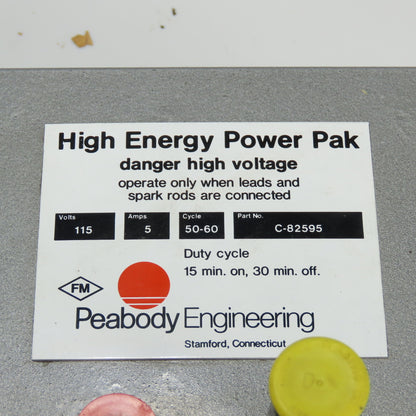 High Energy Power Pak
danger high voltage
operate only when leads and
spark rods are connected
Volts Amps Cycle Part No.
115 5 50-60 C-82595
Duty cycle
15 min. on, 30 min. off.
FM
Peabody Engineering
Stamford, Connecticut